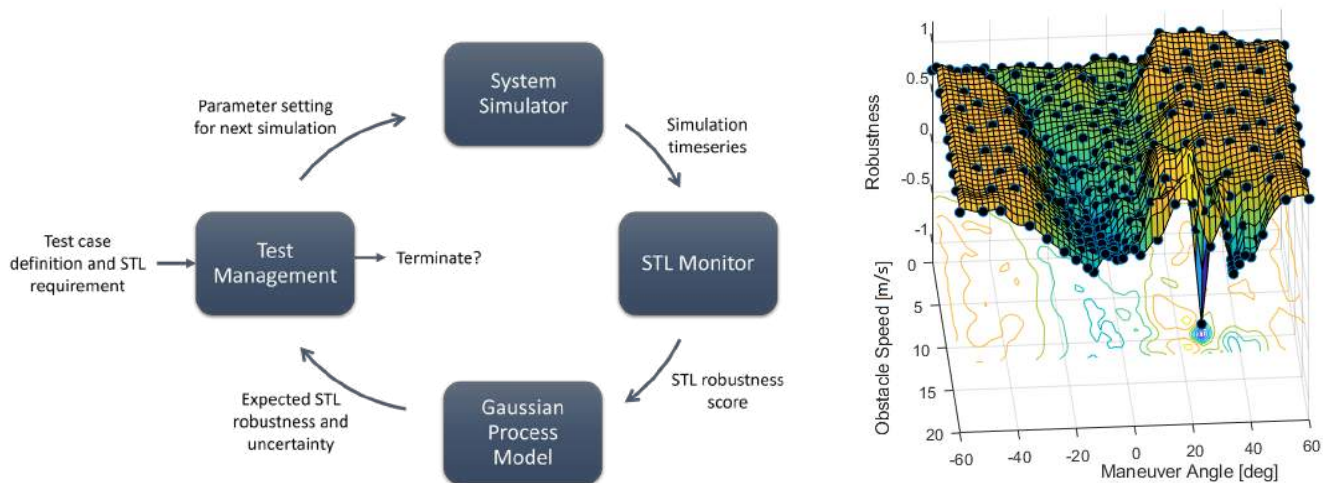 System
Simulator
Parameter setting
for next simulation
Simulation
timeseries
Test case
definition and STL
requirement
Test
Management
Terminate?
STL Monitor
Expected STL
robustness and
uncertainty
Gaussian
Process
Model
STL robustness
score
1
0.5
0
-0.5
-1
Robustness
0
5
10
15
20
Obstacle Speed [m/s]
-60
-40
-20
0
20
40
60
Maneuver Angle [deg]